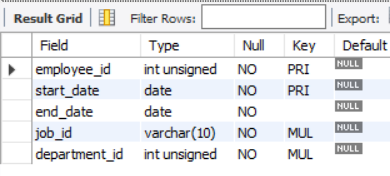 Result Grid Filter Rows: Export:
Field Type Null Key Default
employee_id int unsigned NO PRI NULL
start_date date NO PRI NULL
end_date date NO NULL
job_id varchar(10) NO MUL NULL
department_id int unsigned NO MUL NULL